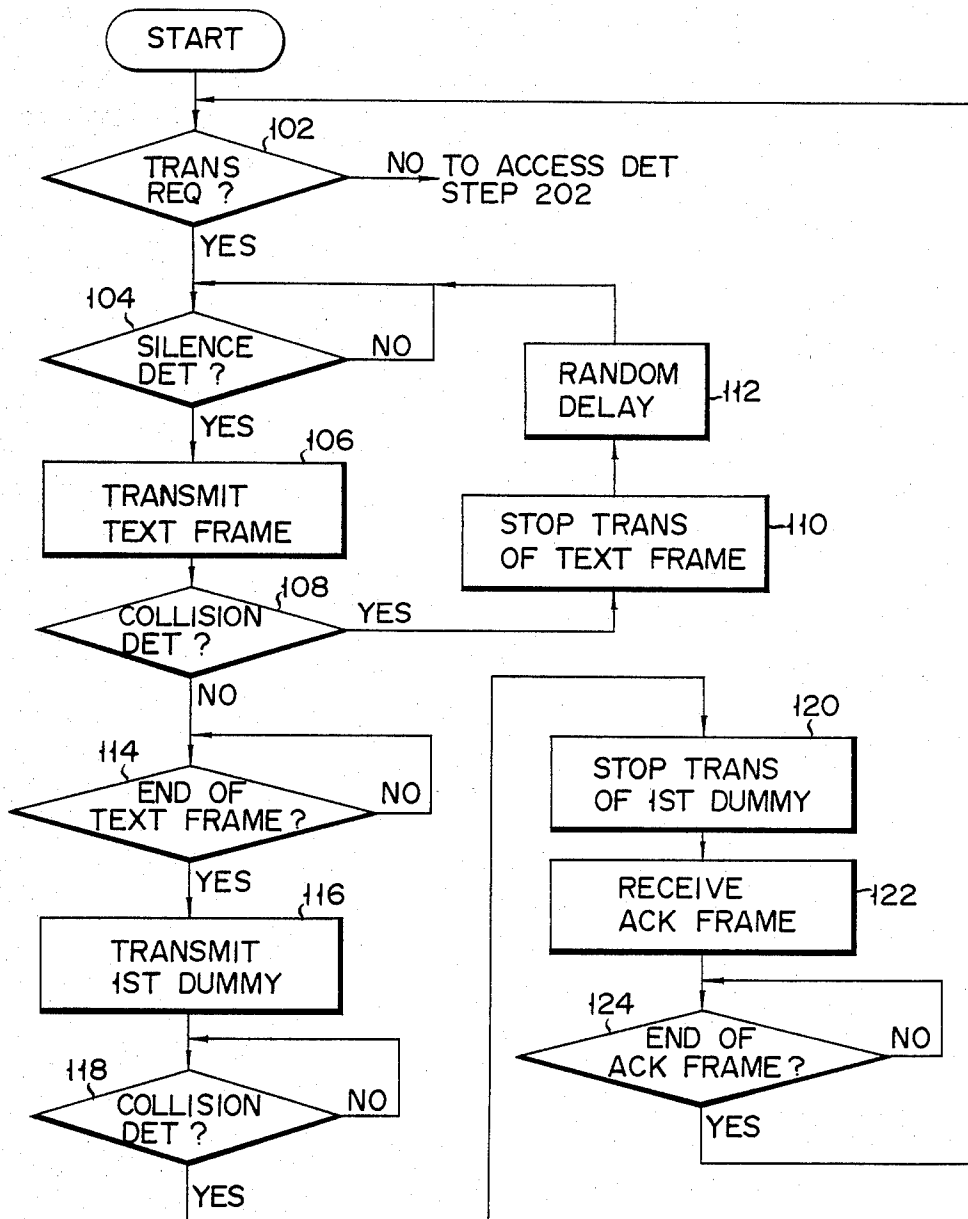 START
102
TRANS
REQ ?
NO TO ACCESS DET
STEP 202
YES
104
SILENCE
DET ?
NO
YES
RANDOM
DELAY
112
106
TRANSMIT
TEXT FRAME
STOP TRANS
OF TEXT FRAME
110
108
COLLISION
DET ?
YES
NO
114
END OF
TEXT FRAME ?
NO
YES
116
TRANSMIT
1ST DUMMY
118
COLLISION
DET ?
NO
YES
120
STOP TRANS
OF 1ST DUMMY
RECEIVE
ACK FRAME
122
124
END OF
ACK FRAME ?
NO
YES